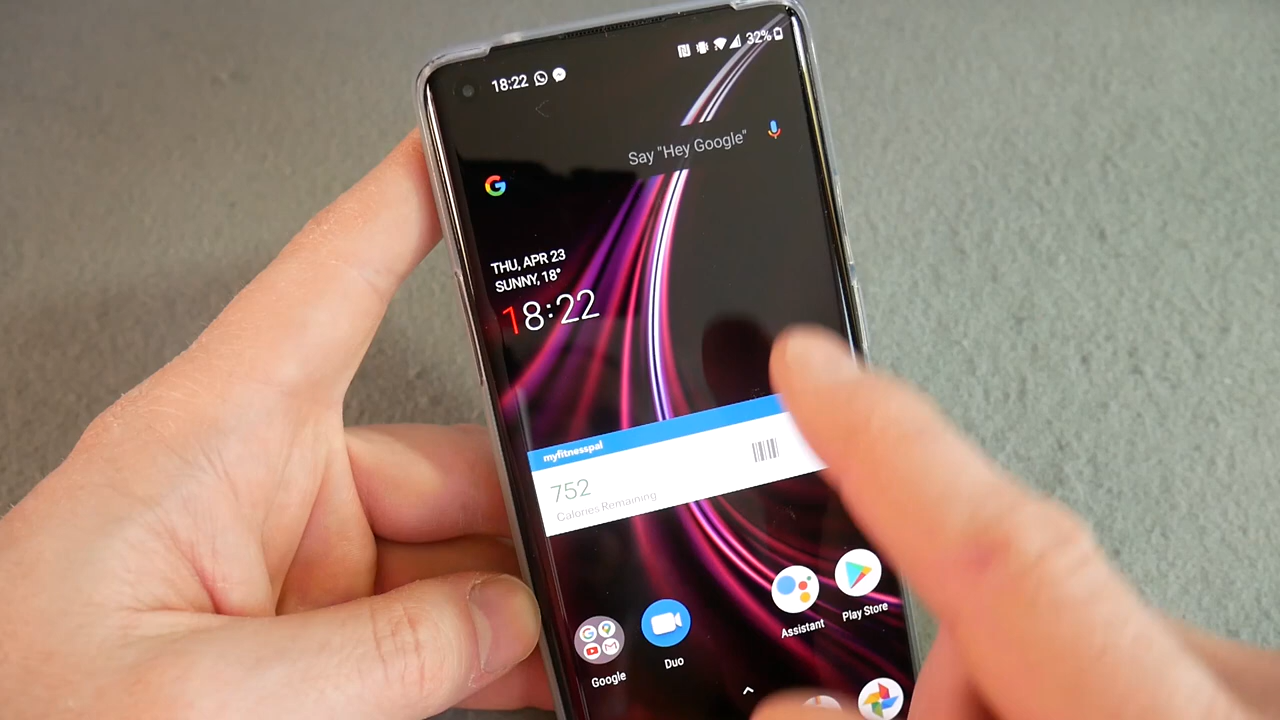 18:22
32%
Say "Hey Google"
G
THU, APR 23
SUNNY, 18°
18:22
myfitnesspal
752
Calories Remaining
Google
Duo
Assistant
Play Store